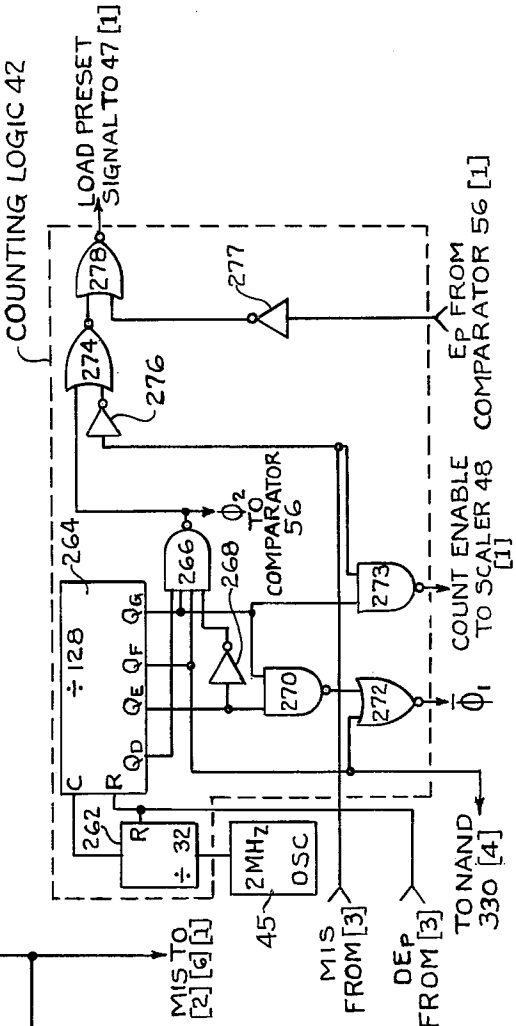 COUNTING LOGIC 42
LOAD PRESET
SIGNAL TO 47 [1]
278
274
277
276
264
÷128
C
R
QD
QE
QF
QG
266
268
Φ2
TO
COMPARATOR
56
262
R
÷ 32
2MHZ
OSC
45
270
272
273
Φ1
MIS TO
[2] [6] [1]
MIS
FROM [3]
DEP
FROM [3]
TO NAND
330 [4]
COUNT ENABLE
TO SCALER 48
[1]
EP FROM
COMPARATOR 56 [1]